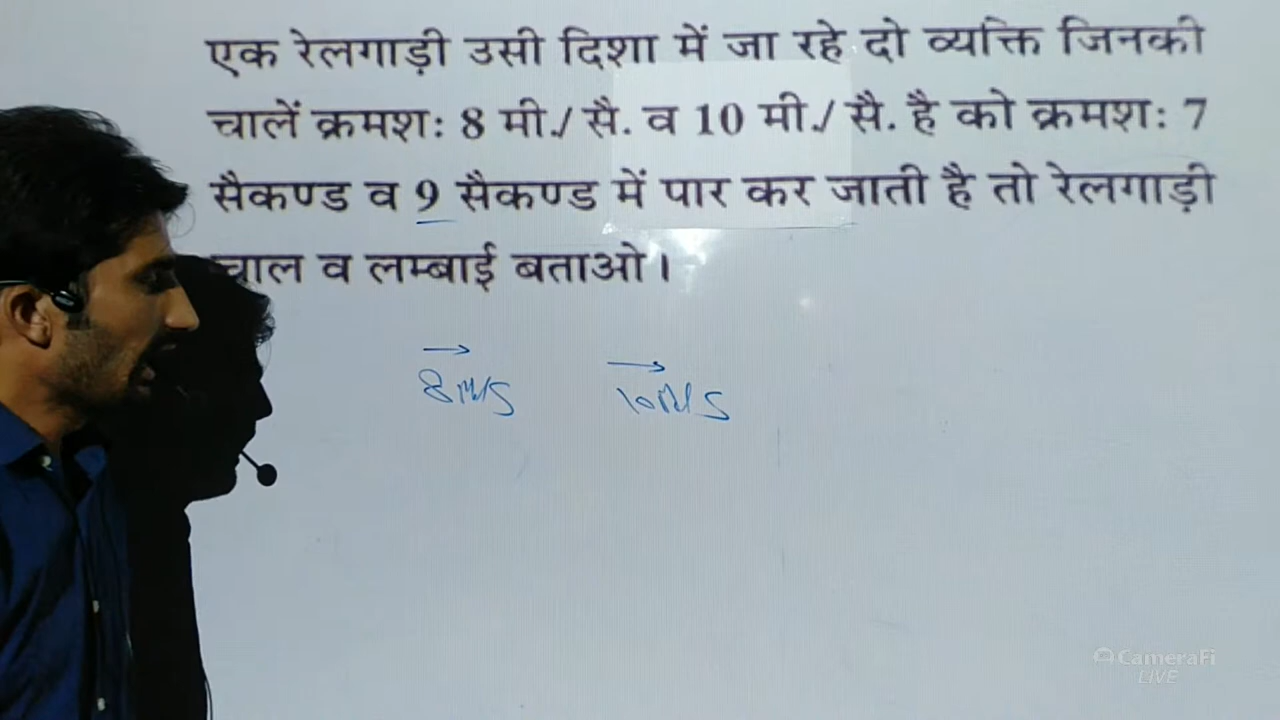 एक रेलगाड़ी उसी दिशा में जा रहे दो व्यक्ति जिनकी
चालें क्रमशः 8 मी./ सै. व 10 मी./ सै. है को क्रमशः 7
सैकण्ड व 9 सैकण्ड में पार कर जाती है तो रेलगाड़ी
चाल व लम्बाई बताओ।
8 m/s 10 m/s
CameraFi
LIVE